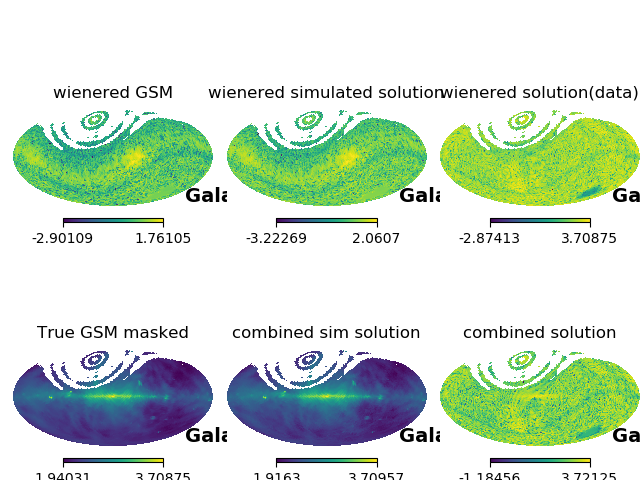 wienered GSM
wienered simulated solution
wienered solution(data)
Gala
Gala
Ga
-2.90109 1.76105
-3.22269 2.0607
-2.87413 3.70875
True GSM masked
combined sim solution
combined solution
Gala
Gala
Ga
1.94031 3.70875
1.9163 3.70957
-1.18456 3.72125